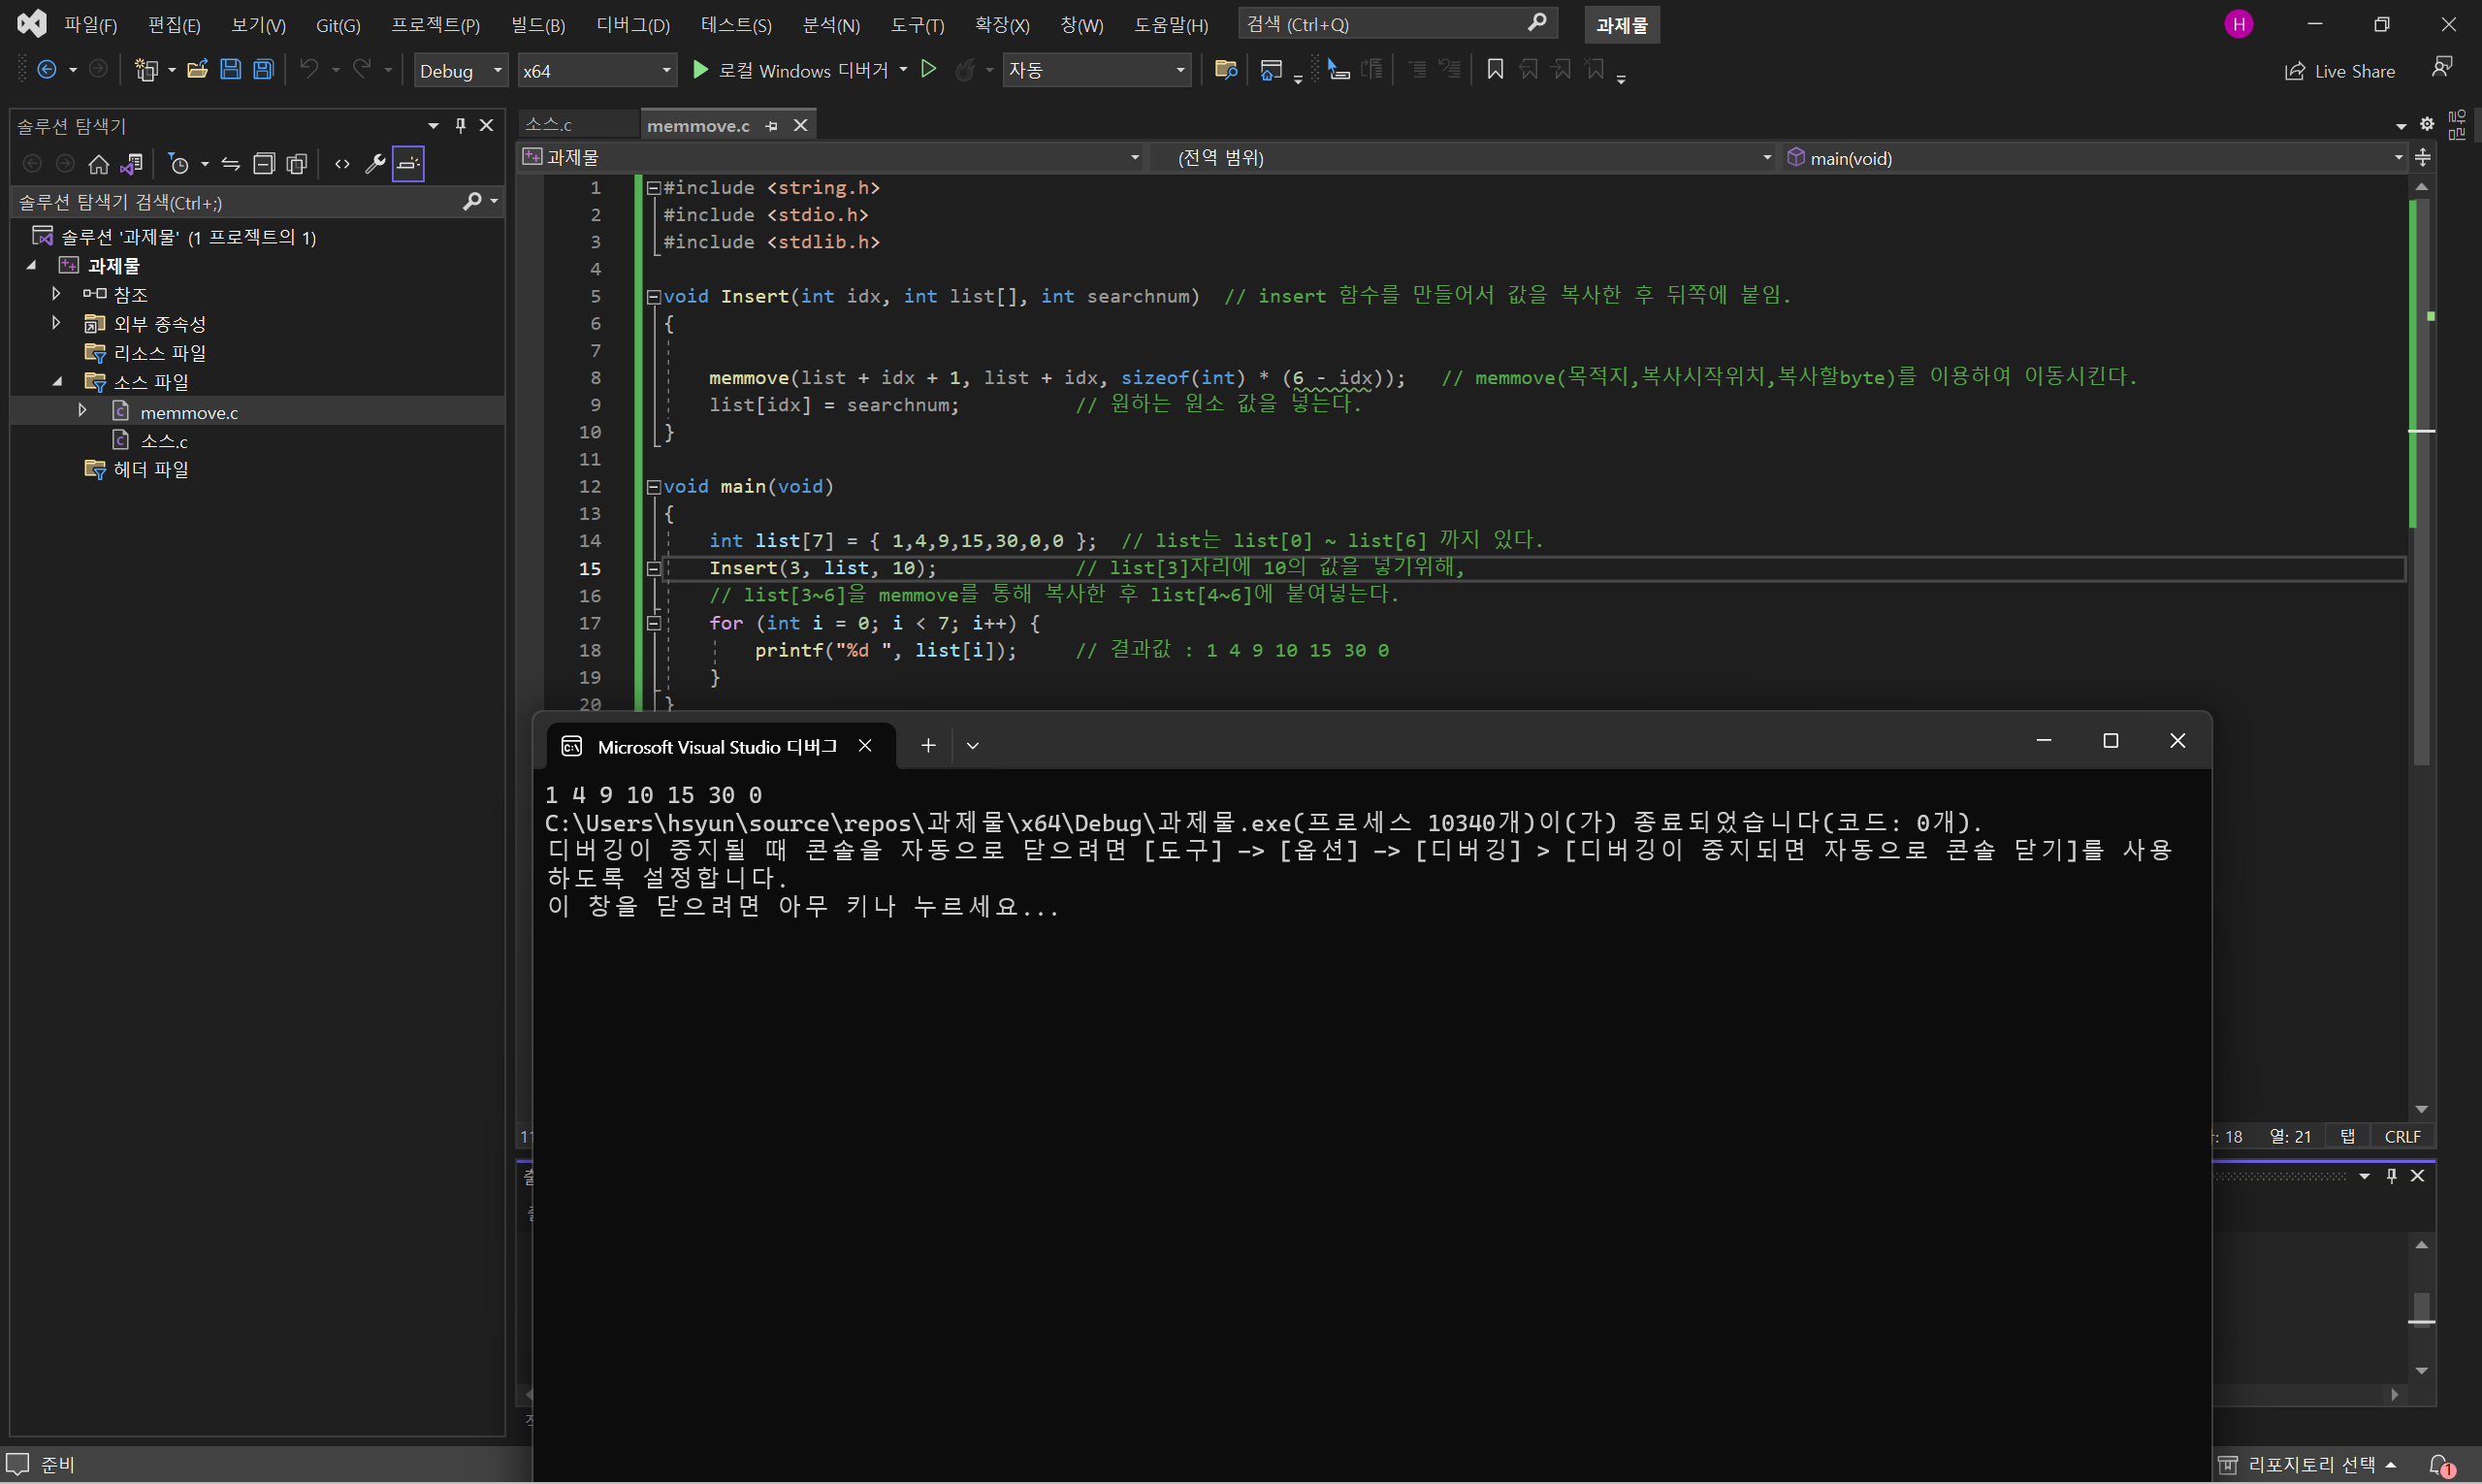 파일(F) 편집(E) 보기(V) Git(G) 프로젝트(P) 빌드(B) 디버그(D) 테스트(S) 분석(N) 도구(T) 확장(X) 창(W) 도움말(H) 검색 (Ctrl+Q) 과제물 H
Debug x64 로컬 Windows 디버거 자동 Live Share
솔루션 탐색기
솔루션 탐색기 검색(Ctrl+;)
솔루션 '과제물' (1 프로젝트의 1)
과제물
참조
외부 종속성
리소스 파일
소스 파일
memmove.c
소스.c
헤더 파일
소스.c memmove.c
알림
과제물 (전역 범위) main(void)
1 #include <string.h>
2 #include <stdio.h>
3 #include <stdlib.h>
4
5 void Insert(int idx, int list[], int searchnum) // insert 함수를 만들어서 값을 복사한 후 뒤쪽에 붙임.
6 {
7
8 memmove(list + idx + 1, list + idx, sizeof(int) * (6 - idx)); // memmove(목적지,복사시작위치,복사할byte)를 이용하여 이동시킨다.
9 list[idx] = searchnum; // 원하는 원소 값을 넣는다.
10 }
11
12 void main(void)
13 {
14 int list[7] = { 1,4,9,15,30,0,0 }; // list는 list[0] ~ list[6] 까지 있다.
15 Insert(3, list, 10); // list[3]자리에 10의 값을 넣기위해,
16 // list[3~6]을 memmove를 통해 복사한 후 list[4~6]에 붙여넣는다.
17 for (int i = 0; i < 7; i++) {
18 printf("%d ", list[i]); // 결과값 : 1 4 9 10 15 30 0
19 }
20 }
Microsoft Visual Studio 디버그
1 4 9 10 15 30 0
C:\Users\hsyun\source\repos\과제물\x64\Debug\과제물.exe(프로세스 10340개)이(가) 종료되었습니다(코드: 0개).
디버깅이 중지될 때 콘솔을 자동으로 닫으려면 [도구] -> [옵션] -> [디버깅] > [디버깅이 중지되면 자동으로 콘솔 닫기]를 사용
하도록 설정합니다.
이 창을 닫으려면 아무 키나 누르세요...
: 18 열: 21 탭 CRLF
준비 리포지토리 선택 1